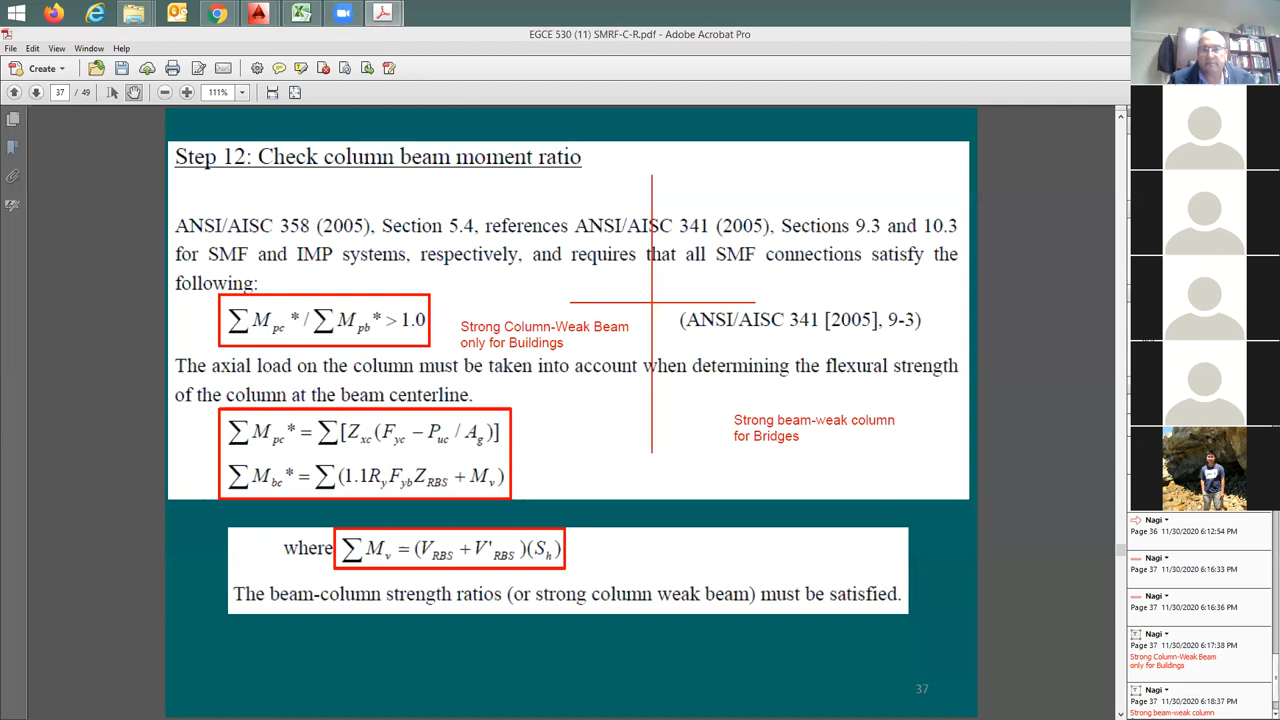 EGCE 530 (11) SMRF-C-R.pdf - Adobe Acrobat Pro
File Edit View Window Help
Create
37 / 49
111%
Step 12: Check column beam moment ratio
ANSI/AISC 358 (2005), Section 5.4, references ANSI/AISC 341 (2005), Sections 9.3 and 10.3
for SMF and IMP systems, respectively, and requires that all SMF connections satisfy the
following:
∑ M_pc * / ∑ M_pb * > 1.0
(ANSI/AISC 341 [2005], 9-3)
Strong Column-Weak Beam
only for Buildings
The axial load on the column must be taken into account when determining the flexural strength
of the column at the beam centerline.
∑ M_pc * = ∑ [Z_xc (F_yc − P_uc / A_g)]
∑ M_bc * = ∑ (1.1R_y F_yb Z_RBS + M_v)
Strong beam-weak column
for Bridges
where ∑ M_v = (V_RBS + V'_RBS )(S_h)
The beam-column strength ratios (or strong column weak beam) must be satisfied.
37
Nagi
Page 36 11/30/2020 6:12:54 PM
Nagi
Page 37 11/30/2020 6:16:33 PM
Nagi
Page 37 11/30/2020 6:16:36 PM
Nagi
Page 37 11/30/2020 6:17:38 PM
Strong Column-Weak Beam
only for Buildings
Nagi
Page 37 11/30/2020 6:18:37 PM
Strong beam-weak column